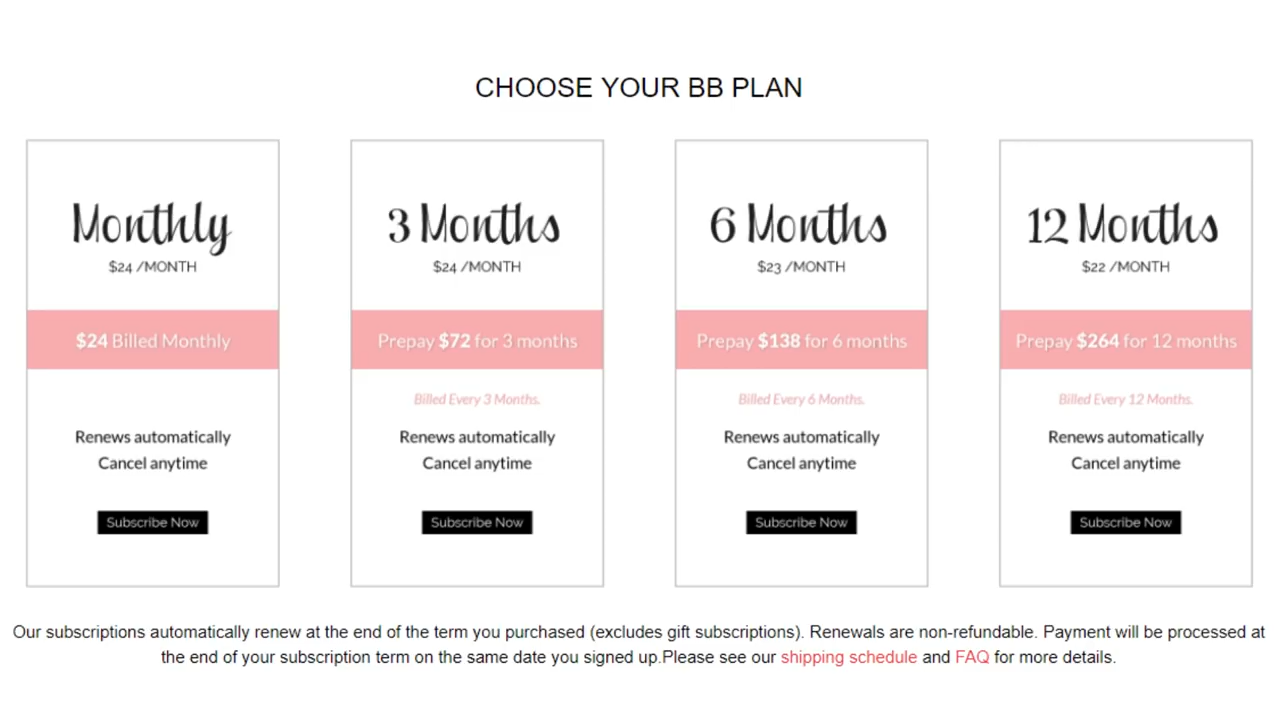 CHOOSE YOUR BB PLAN
Monthly
$24 /MONTH
$24 Billed Monthly
Renews automatically
Cancel anytime
Subscribe Now
3 Months
$24 /MONTH
Prepay $72 for 3 months
Billed Every 3 Months.
Renews automatically
Cancel anytime
Subscribe Now
6 Months
$23 /MONTH
Prepay $138 for 6 months
Billed Every 6 Months.
Renews automatically
Cancel anytime
Subscribe Now
12 Months
$22 /MONTH
Prepay $264 for 12 months
Billed Every 12 Months.
Renews automatically
Cancel anytime
Subscribe Now
Our subscriptions automatically renew at the end of the term you purchased (excludes gift subscriptions). Renewals are non-refundable. Payment will be processed at
the end of your subscription term on the same date you signed up.Please see our shipping schedule and FAQ for more details.